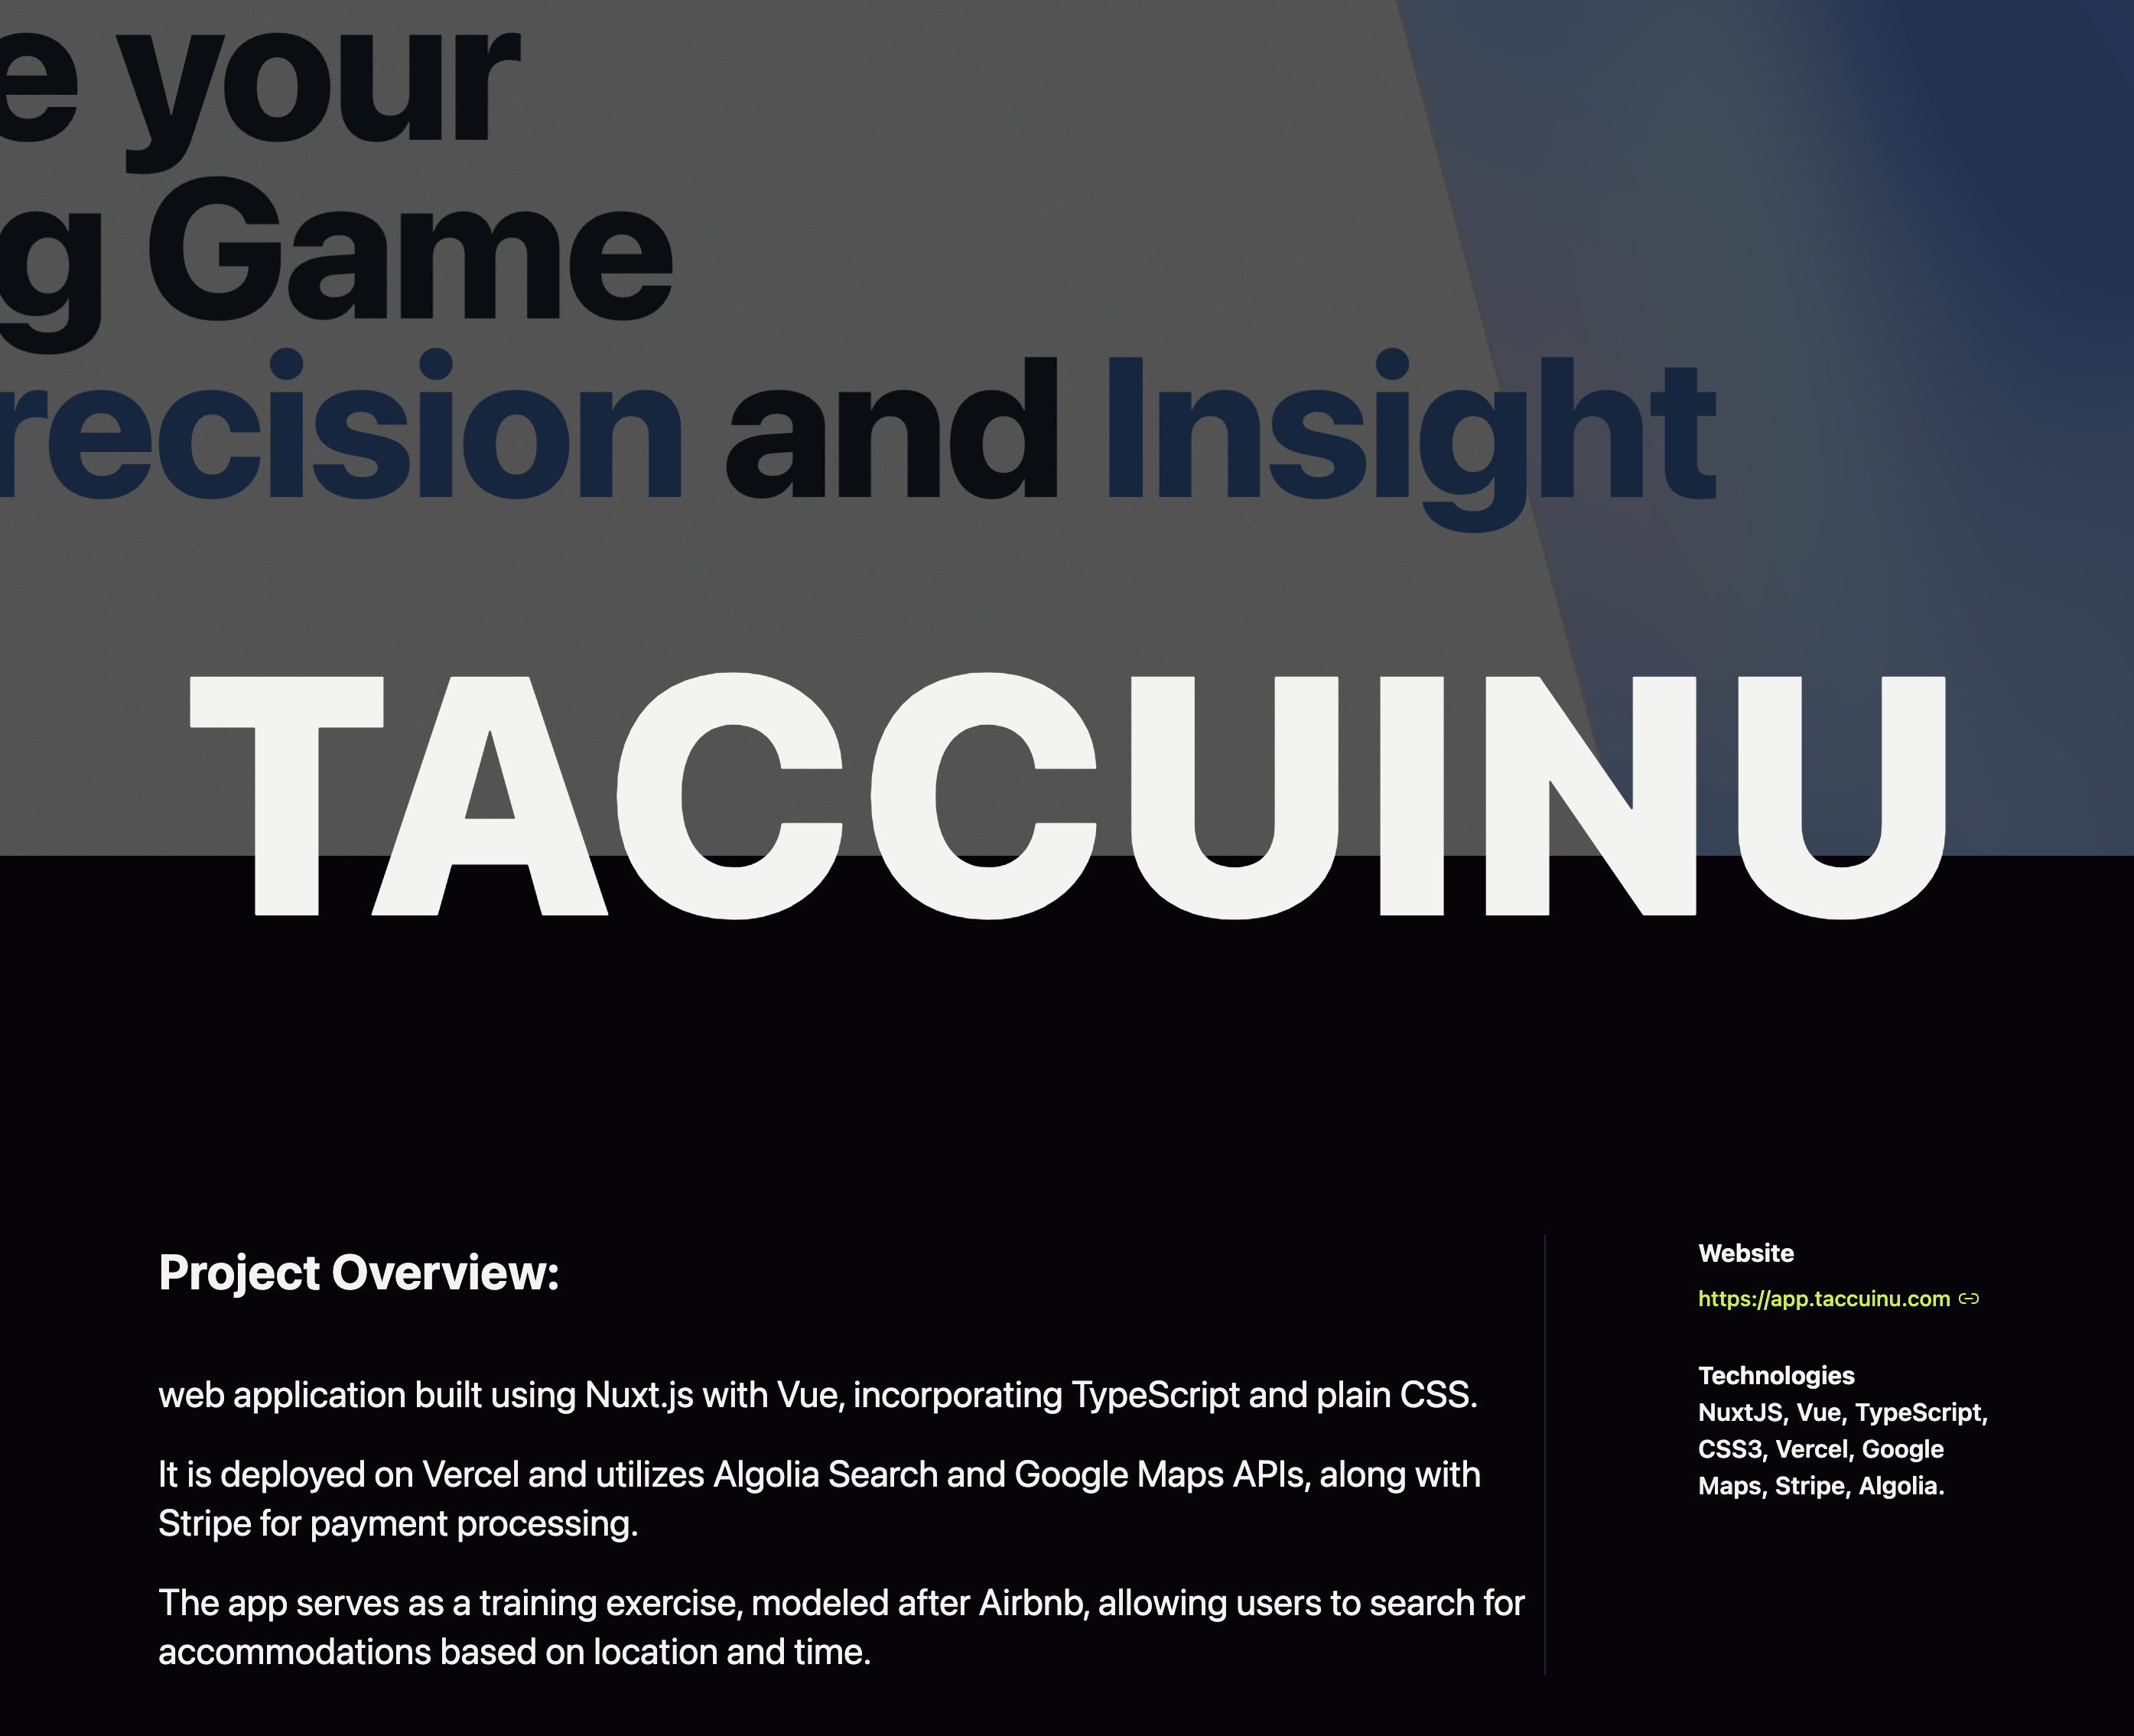 e your
g Game
recision and Insight
TACCUINU
Project Overview:
web application built using Nuxt.js with Vue, incorporating TypeScript and plain CSS.
It is deployed on Vercel and utilizes Algolia Search and Google Maps APIs, along with
Stripe for payment processing.
The app serves as a training exercise, modeled after Airbnb, allowing users to search for
accommodations based on location and time.
Website
https://app.taccuinu.com
Technologies
NuxtJS, Vue, TypeScript,
CSS3, Vercel, Google
Maps, Stripe, Algolia.